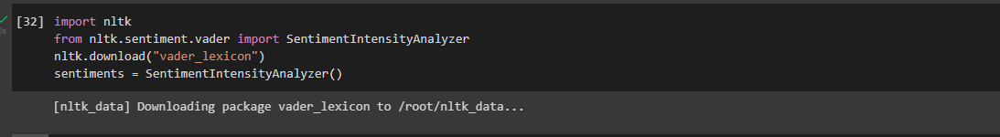 [32] import nltk
from nltk.sentiment.vader import SentimentIntensityAnalyzer
nltk.download("vader_lexicon")
sentiments = SentimentIntensityAnalyzer()
[nltk_data] Downloading package vader_lexicon to /root/nltk_data...